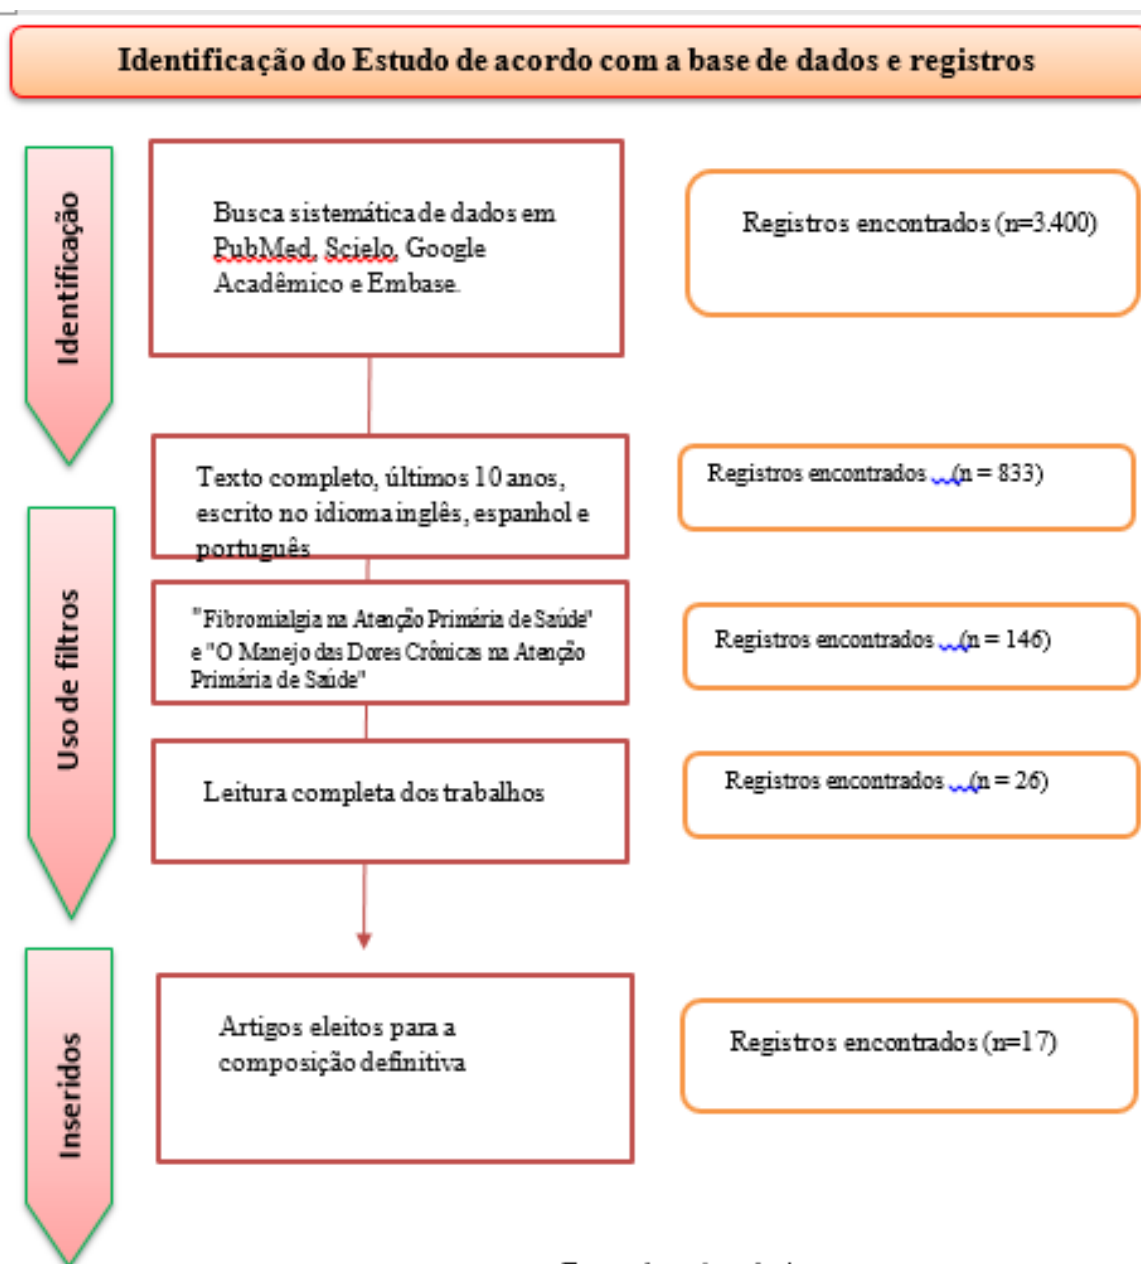 Identificação do Estudo de acordo com a base de dados e registros
Identificação
Busca sistemática de dados em
PubMed, Scielo, Google
Acadêmico e Embase.
Registros encontrados (n=3.400)
Uso de filtros
Texto completo, últimos 10 anos,
escrito no idioma inglês, espanhol e
português
Registros encontrados (n = 833)
"Fibromialgia na Atenção Primária de Saúde"
e "O Manejo das Dores Crônicas na Atenção
Primária de Saúde"
Registros encontrados (n = 146)
Leitura completa dos trabalhos
Registros encontrados (n = 26)
Inseridos
Artigos eleitos para a
composição definitiva
Registros encontrados (n=17)